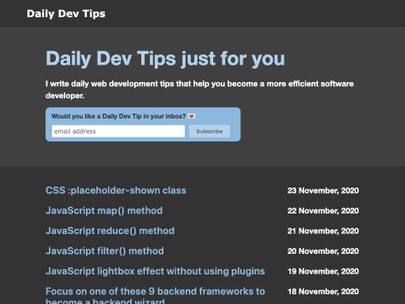 Daily Dev Tips
Daily Dev Tips just for you
I write daily web development tips that help you become a more efficient software
developer.
Would you like a Daily Dev Tip in your inbox? 💌
email address
Subscribe
CSS :placeholder-shown class 23 November, 2020
JavaScript map() method 22 November, 2020
JavaScript reduce() method 21 November, 2020
JavaScript filter() method 20 November, 2020
JavaScript lightbox effect without using plugins 19 November, 2020
Focus on one of these 9 backend frameworks to 18 November, 2020
become a backend wizard